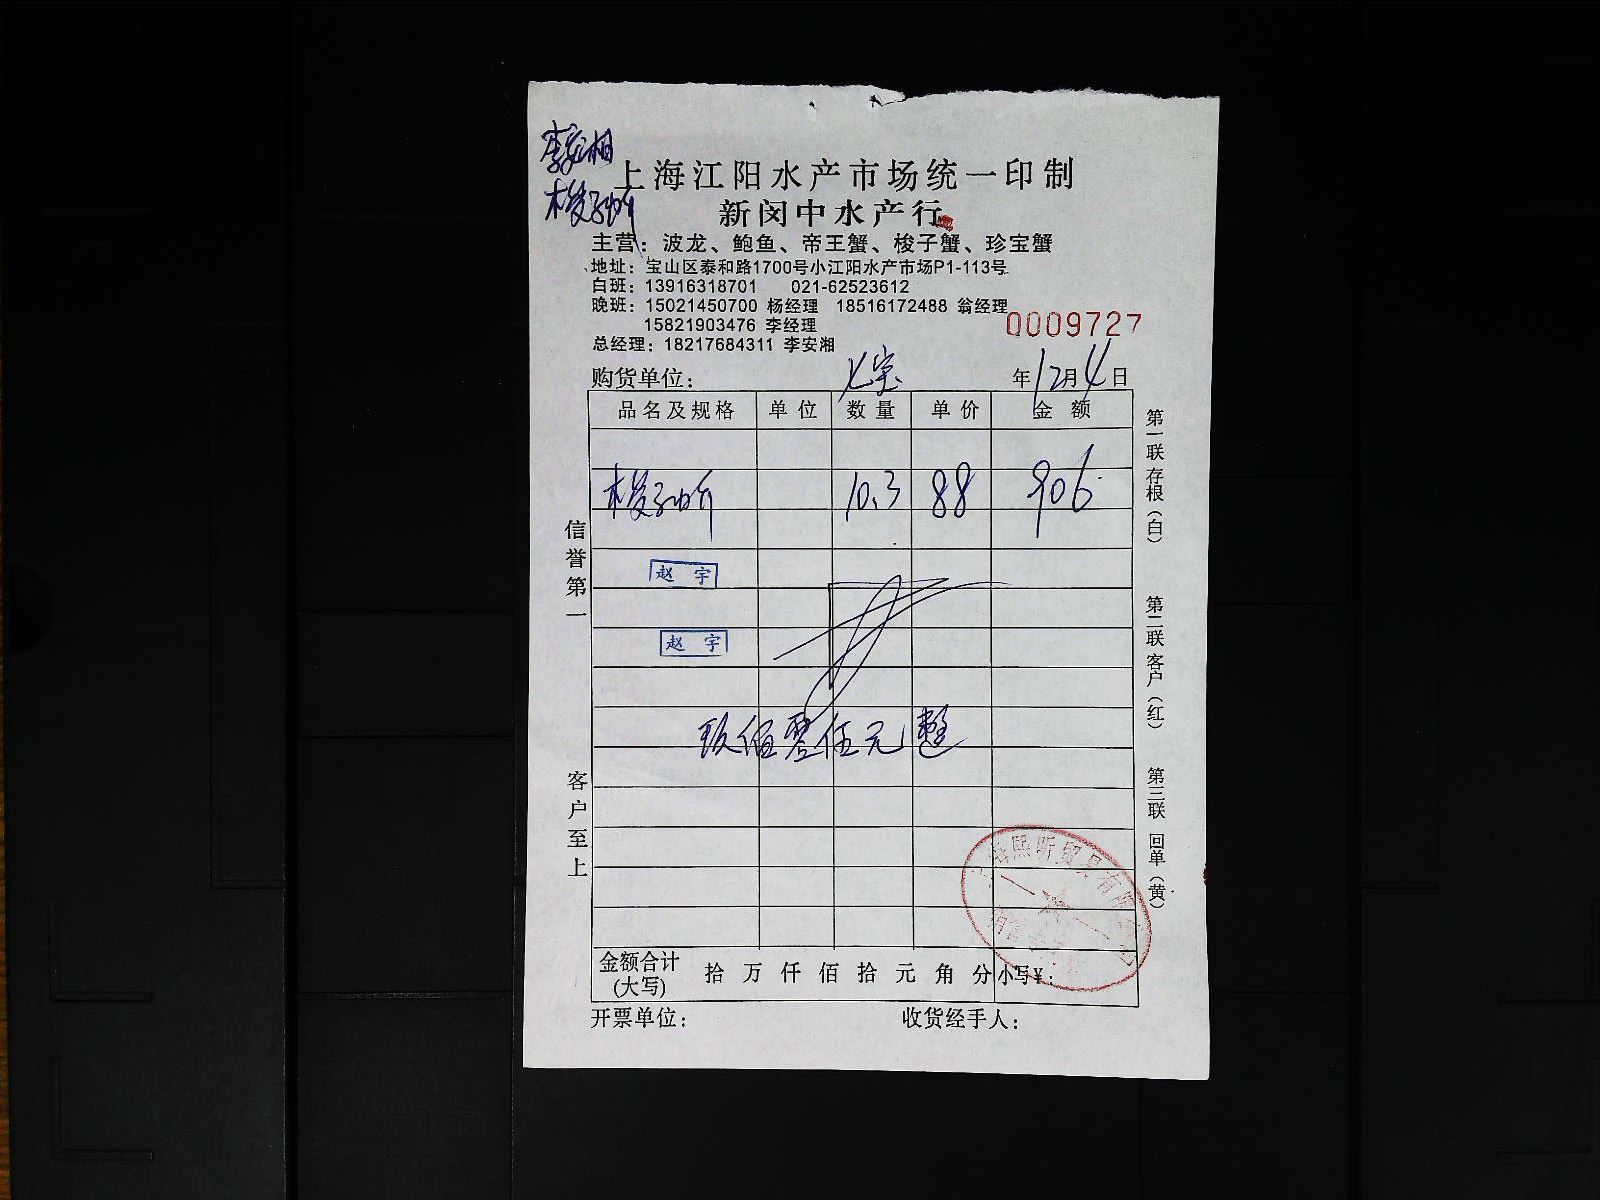 李安湘
梭子蟹
上海江阳水产市场统一印制
新闵中水产行
主营：波龙、鲍鱼、帝王蟹、梭子蟹、珍宝蟹
地址：宝山区泰和路1700号小江阳水产市场P1-113号
白班：13916318701 021-62523612
晚班：15021450700 杨经理 18516172488 翁经理
15821903476 李经理
0009727
总经理：18217684311 李安湘
购货单位： 七宝 年12月4日
品名及规格 单位 数量 单价 金额
梭子蟹 10.3 88 906
赵宇
赵宇
玖佰零伍元整
金额合计(大写) 拾万仟佰拾元角分 小写¥：
开票单位： 收货经手人：
信誉第一
客户至上
第一联存根（白）
第二联客户（红）
第三联回单（黄）